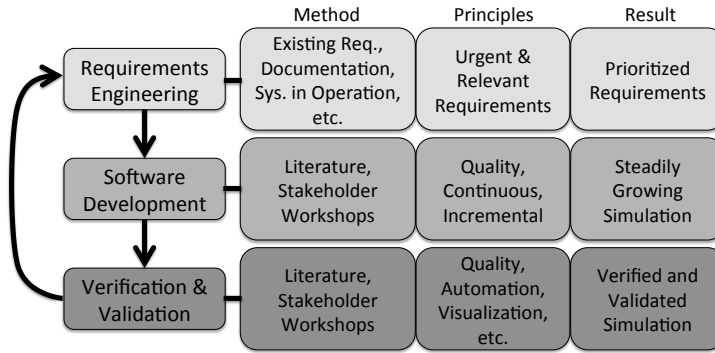 Method Principles Result
Requirements
Engineering
Existing Req.,
Documentation,
Sys. in Operation,
etc.
Urgent &
Relevant
Requirements
Prioritized
Requirements
Software
Development
Literature,
Stakeholder
Workshops
Quality,
Continuous,
Incremental
Steadily
Growing
Simulation
Verification &
Validation
Literature,
Stakeholder
Workshops
Quality,
Automation,
Visualization,
etc.
Verified and
Validated
Simulation